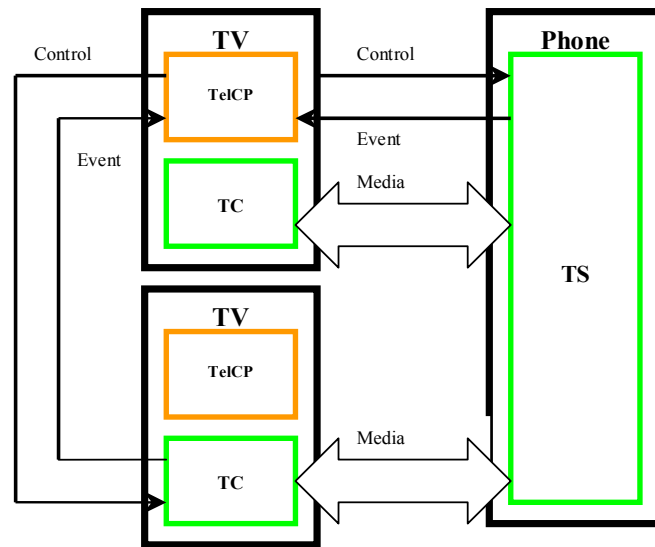 TV
Phone
Control
Control
TelCP
Event
Event
Media
TC
TS
TV
TelCP
Media
TC